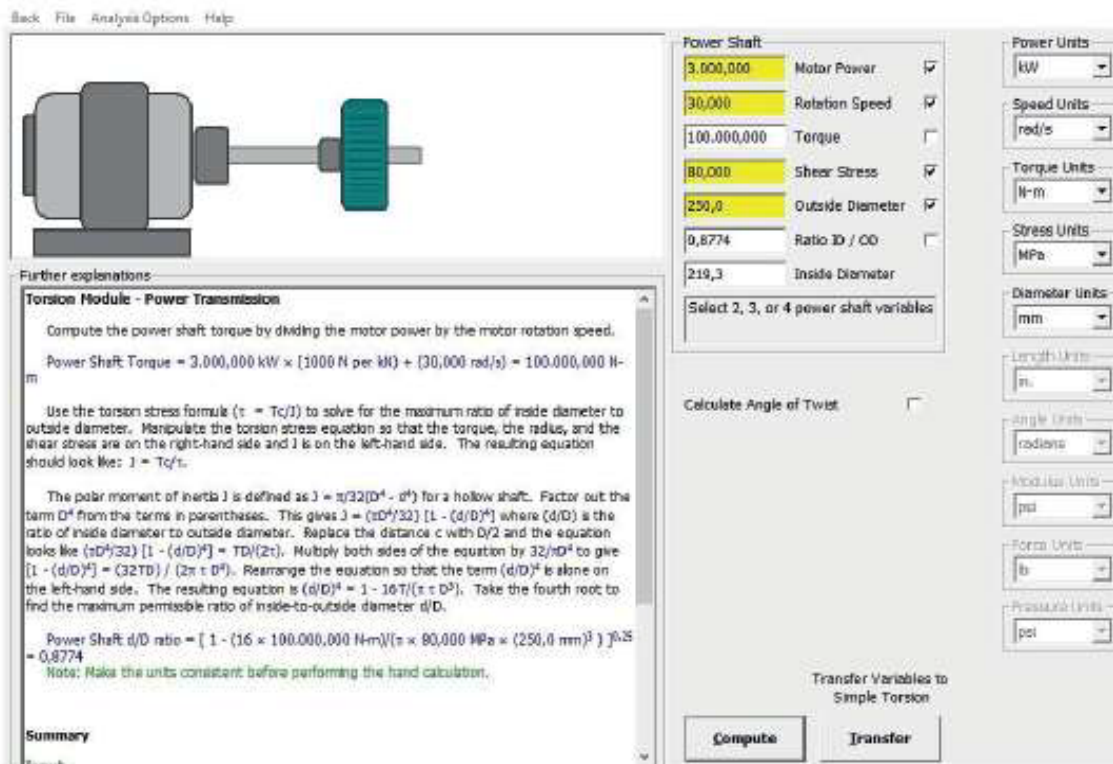 Back File Analysis Options Help
Power Shaft
3.000,000 Motor Power
30,000 Rotation Speed
100.000,000 Torque
80,000 Shear Stress
250,0 Outside Diameter
0,8774 Ratio ID / OD
219,3 Inside Diameter
Select 2, 3, or 4 power shaft variables
Calculate Angle of Twist
Transfer Variables to
Simple Torsion
Compute Transfer
Power Units
kW
Speed Units
rad/s
Torque Units
N-m
Stress Units
MPa
Diameter Units
mm
Length Units
in.
Angle Units
radians
Modulus Units
psi
Force Units
lb
Pressure Units
psi
Further explanations
Torsion Module - Power Transmission
Compute the power shaft torque by dividing the motor power by the motor rotation speed.
Power Shaft Torque = 3.000,000 kW × (1000 N per kN) ÷ (30,000 rad/s) = 100.000,000 N-
m
Use the torsion stress formula (τ = Tc/J) to solve for the maximum ratio of inside diameter to
outside diameter. Manipulate the torsion stress equation so that the torque, the radius, and the
shear stress are on the right-hand side and J is on the left-hand side. The resulting equation
should look like: J = Tc/τ.
The polar moment of inertia J is defined as J = π/32(D⁴ - d⁴) for a hollow shaft. Factor out the
term D⁴ from the terms in parentheses. This gives J = (πD⁴/32) [1 - (d/D)⁴] where (d/D) is the
ratio of inside diameter to outside diameter. Replace the distance c with D/2 and the equation
looks like (πD⁴/32) [1 - (d/D)⁴] = TD/(2τ). Multiply both sides of the equation by 32/πD⁴ to give
[1 - (d/D)⁴] = (32TD) / (2π τ D⁴). Rearrange the equation so that the term (d/D)⁴ is alone on
the left-hand side. The resulting equation is (d/D)⁴ = 1 - 16T/(π τ D³). Take the fourth root to
find the maximum permissible ratio of inside-to-outside diameter d/D.
Power Shaft d/D ratio = [ 1 - (16 × 100.000,000 N-m)/(π × 80,000 MPa × (250,0 mm)³ ) ]⁰·²⁵
= 0,8774
Note: Make the units consistent before performing the hand calculation.
Summary